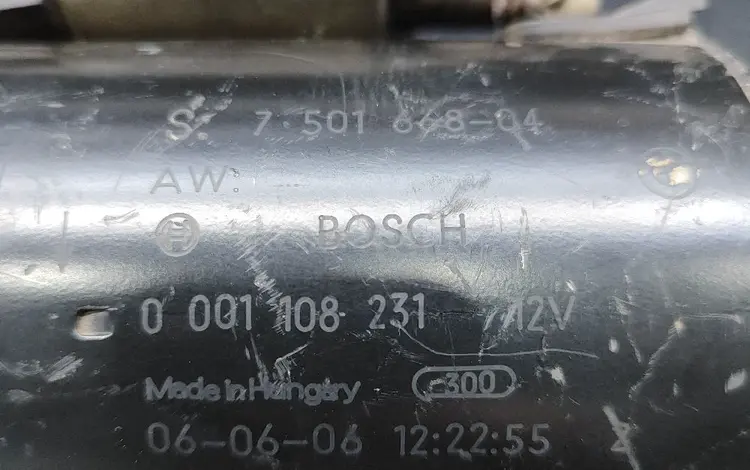 S. 7 501 668-04
AW.
BOSCH
0 001 108 231 12V
Made in Hungary -300
06-06-06 12:22:55